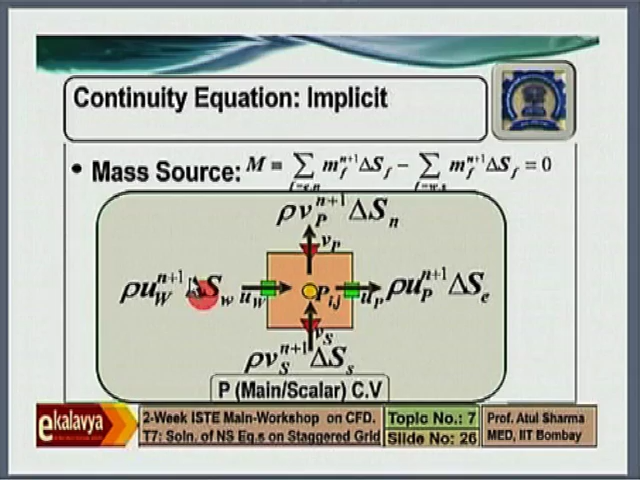 Continuity Equation: Implicit
• Mass Source: M ≡ ∑ m_f^{n+1} ΔS_f − ∑ m_f^{n+1} ΔS_f = 0
f=e,n f=w,s
ρv_P^{n+1} ΔS_n
v_P
ρu_W^{n+1} ΔS_w u_W P_ij u_P ρu_P^{n+1} ΔS_e
v_S
ρv_S^{n+1} ΔS_s
P (Main/Scalar) C.V
ekalavya
2-Week ISTE Main-Workshop on CFD.
T7: Soln. of NS Eq.s on Staggered Grid
Topic No.: 7
Slide No: 26
Prof. Atul Sharma
MED, IIT Bombay